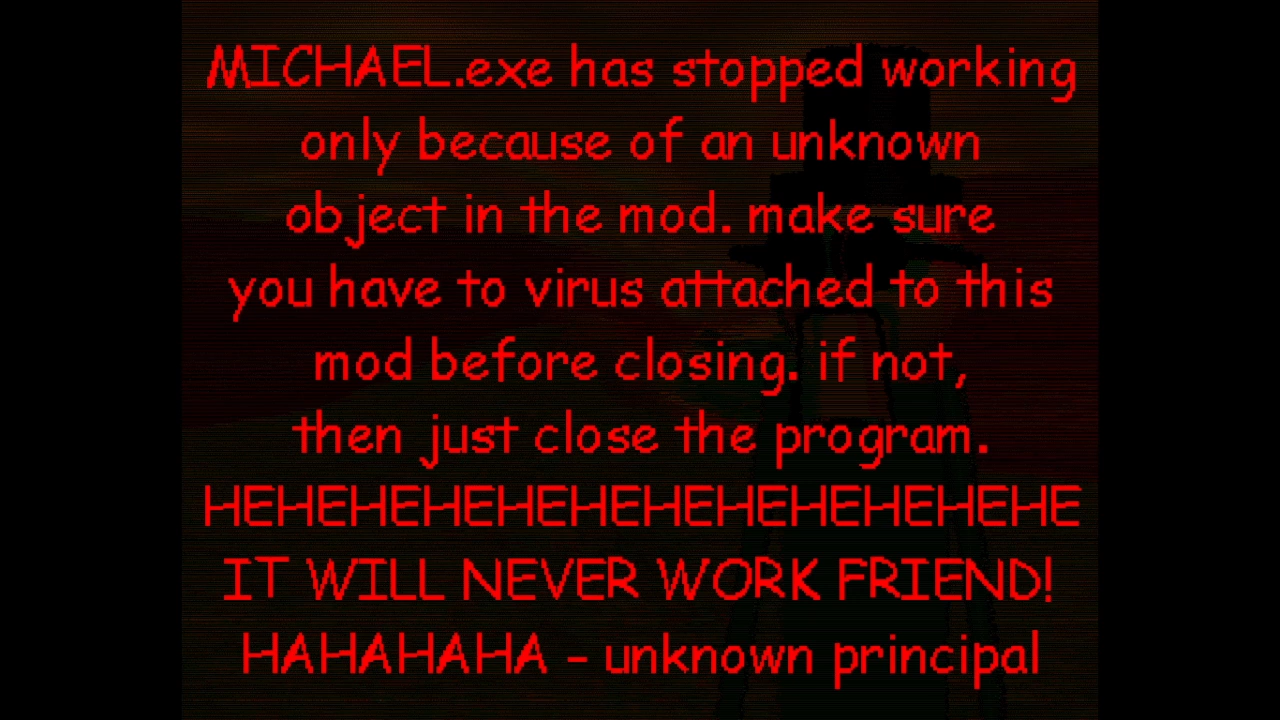 MICHAEL.exe has stopped working
only because of an unknown
object in the mod. make sure
you have to virus attached to this
mod before closing. if not,
then just close the program.
HEHEHEHEHEHEHEHEHEHEHEHE
IT WILL NEVER WORK FRIEND!
HAHAHAHA - unknown principal